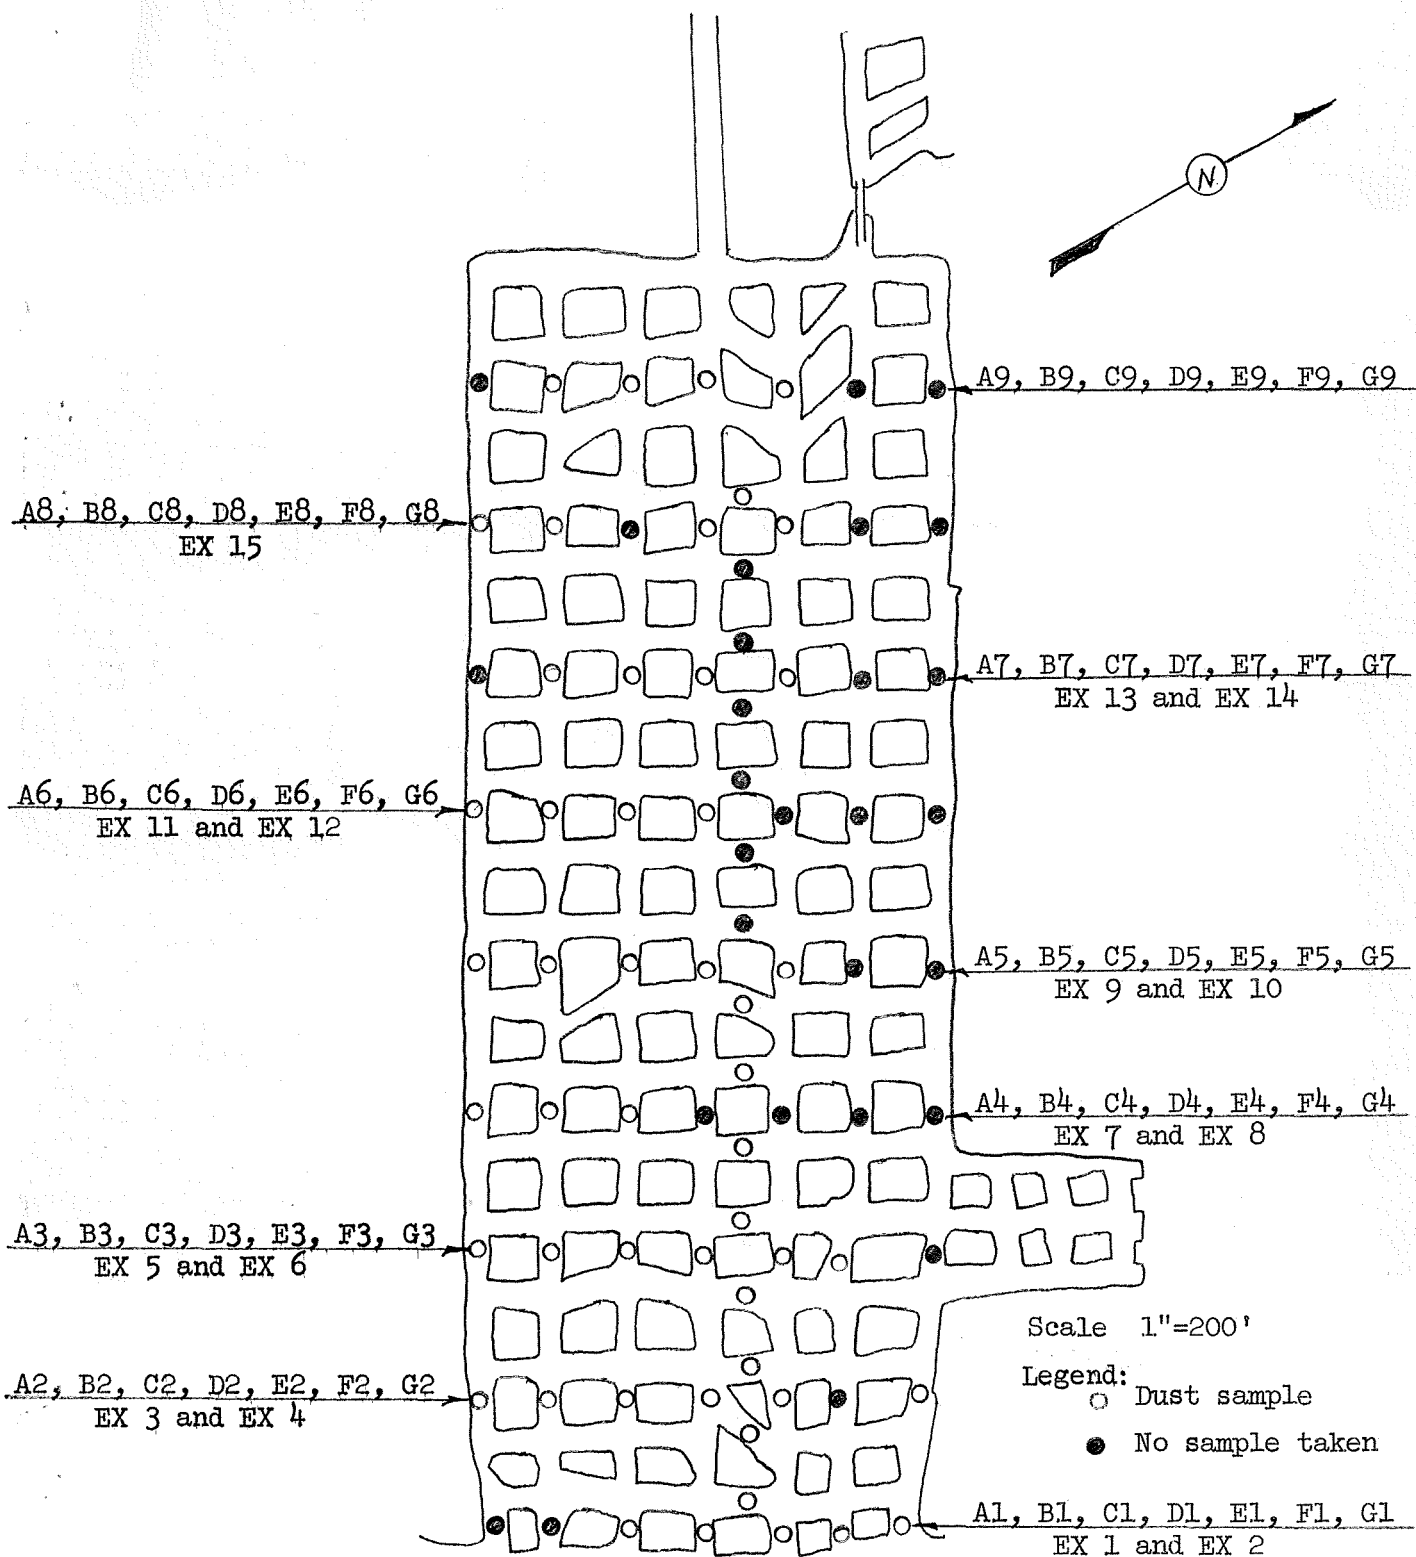 N
A9, B9, C9, D9, E9, F9, G9
A8, B8, C8, D8, E8, F8, G8
EX 15
A7, B7, C7, D7, E7, F7, G7
EX 13 and EX 14
A6, B6, C6, D6, E6, F6, G6
EX 11 and EX 12
A5, B5, C5, D5, E5, F5, G5
EX 9 and EX 10
A4, B4, C4, D4, E4, F4, G4
EX 7 and EX 8
A3, B3, C3, D3, E3, F3, G3
EX 5 and EX 6
Scale 1"=200'
Legend:
Dust sample
No sample taken
A2, B2, C2, D2, E2, F2, G2
EX 3 and EX 4
A1, B1, C1, D1, E1, F1, G1
EX 1 and EX 2